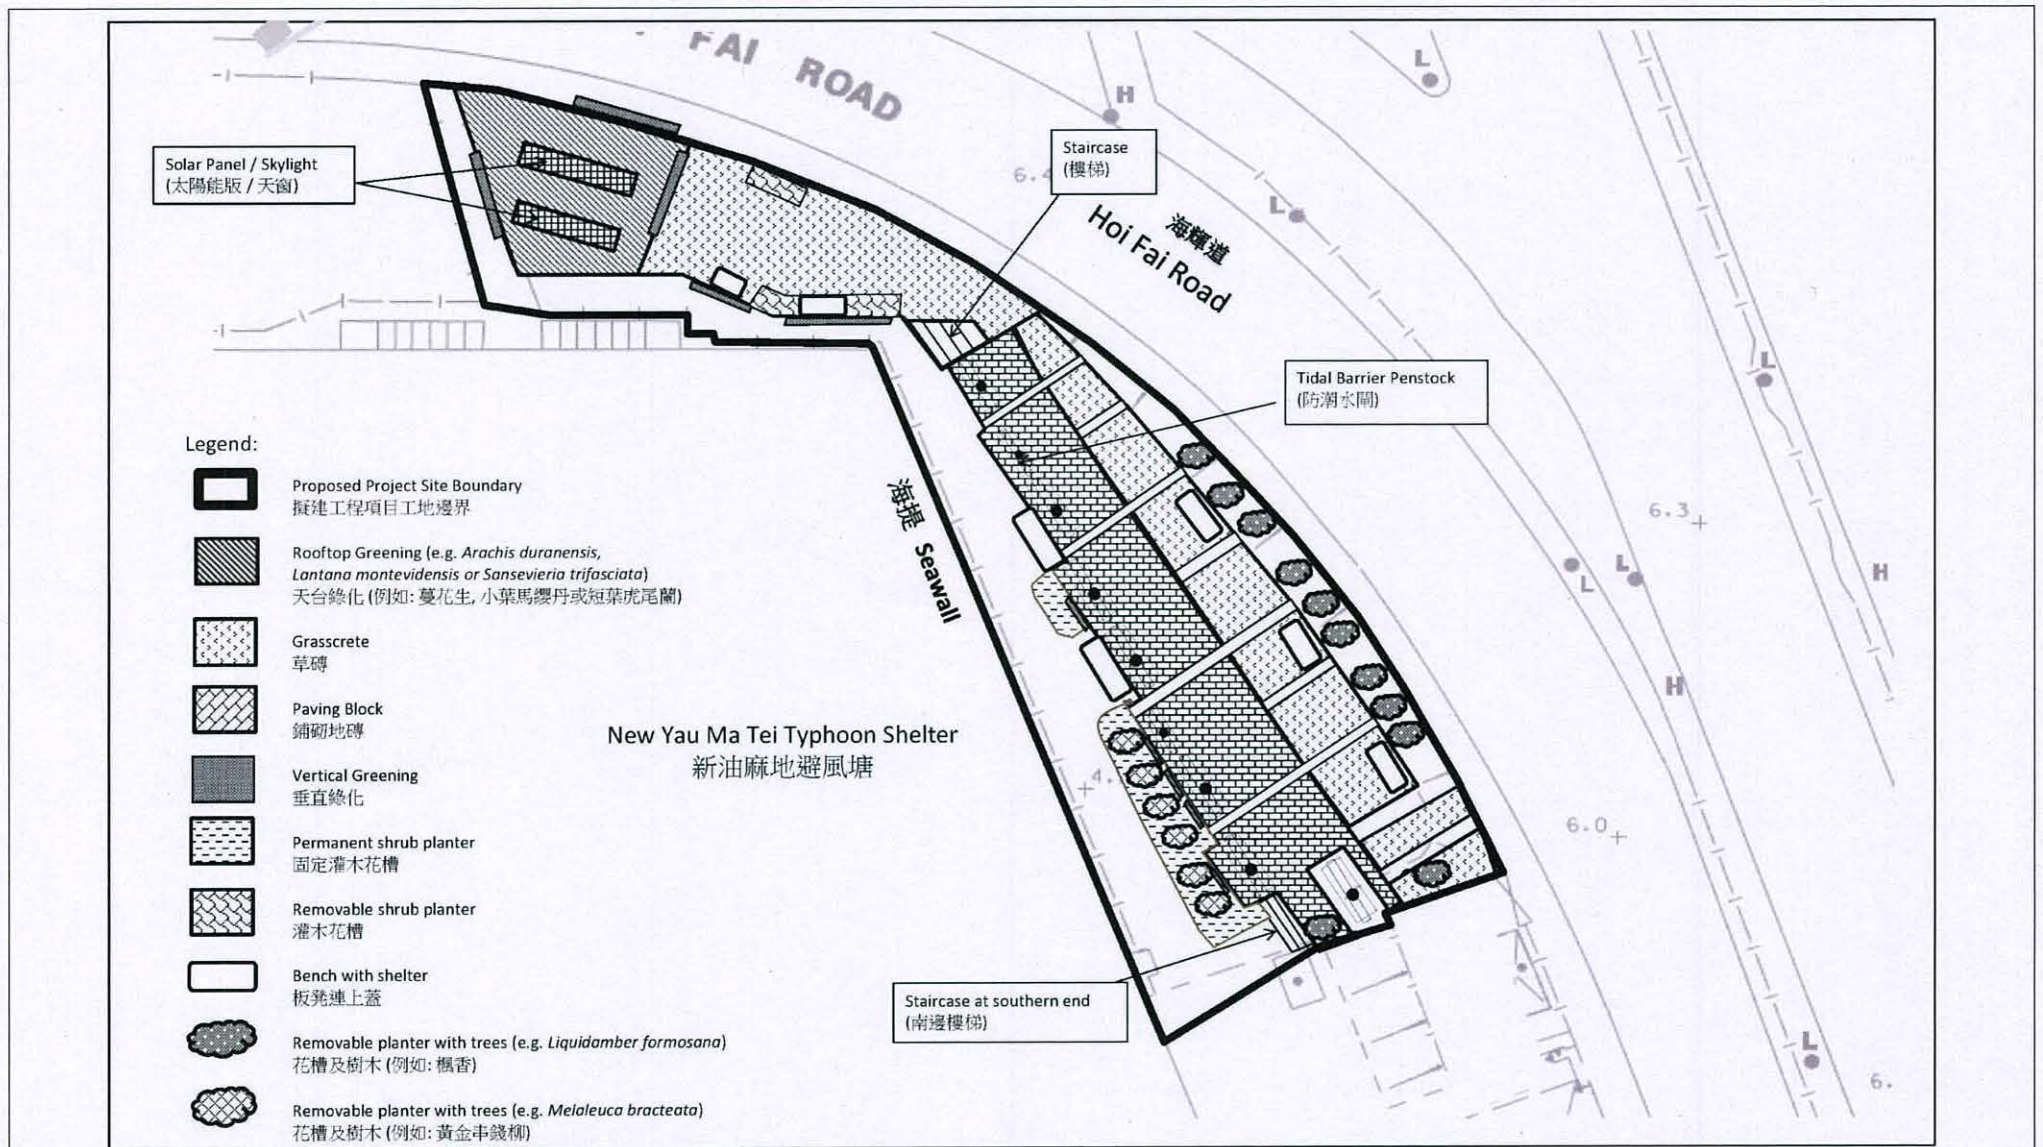 FAI ROAD
H
L
Solar Panel / Skylight
(太陽能版 / 天窗)
Staircase
(樓梯)
6.4
L
海輝道
Hoi Fai Road
Tidal Barrier Penstock
(防潮水閘)
L
海提 Seawall
6.3
L
L
H
H
New Yau Ma Tei Typhoon Shelter
新油麻地避風塘
4.
6.0
Staircase at southern end
(南邊樓梯)
L
6.
Legend:
Proposed Project Site Boundary
擬建工程項目工地邊界
Rooftop Greening (e.g. Arachis duranensis,
Lantana montevidensis or Sansevieria trifasciata)
天台綠化 (例如: 蔓花生, 小葉馬纓丹或短葉虎尾蘭)
Grasscrete
草磚
Paving Block
鋪砌地磚
Vertical Greening
垂直綠化
Permanent shrub planter
固定灌木花槽
Removable shrub planter
灌木花槽
Bench with shelter
板凳連上蓋
Removable planter with trees (e.g. Liquidamber formosana)
花槽及樹木 (例如: 楓香)
Removable planter with trees (e.g. Melaleuca bracteata)
花槽及樹木 (例如: 黃金串錢柳)